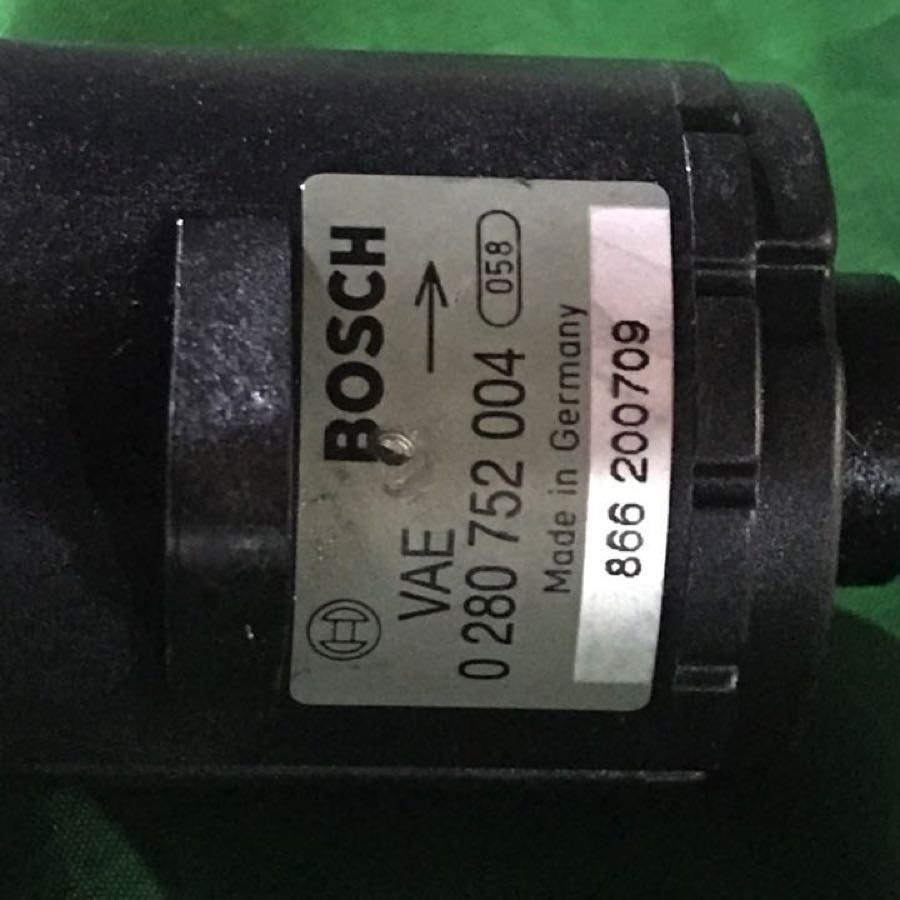 BOSCH
VAE →
0 280 752 004 058
Made in Germany
866 200709